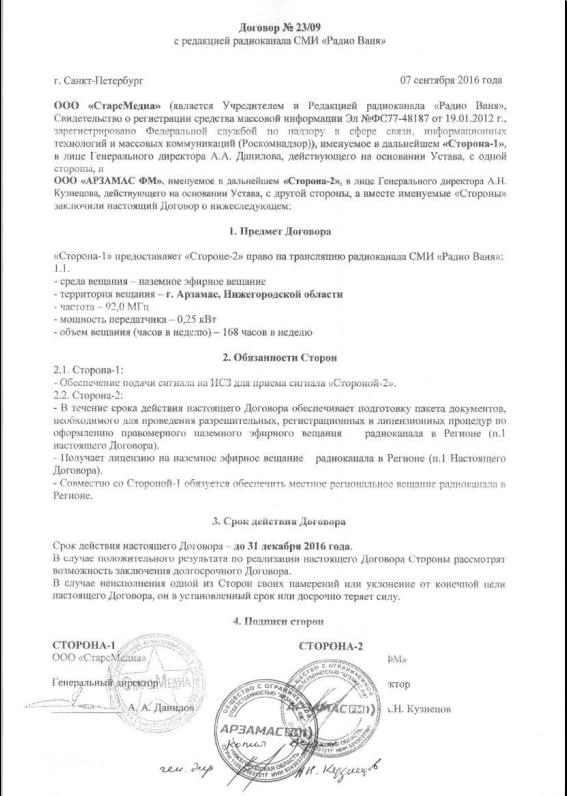 Договор № 23/09
с редакцией радиоканала СМИ «Радио Ваня»
г. Санкт-Петербург 07 сентября 2016 года
ООО «СтарсМедиа» (является Учредителем и Редакцией радиоканала «Радио Ваня»,
Свидетельство о регистрации средства массовой информации Эл №ФС77-48187 от 19.01.2012 г.,
зарегистрировано Федеральной службой по надзору в сфере связи, информационных
технологий и массовых коммуникаций (Роскомнадзор)), именуемое в дальнейшем «Сторона-1»,
в лице Генерального директора А.А. Данилова, действующего на основании Устава, с одной
стороны, и
ООО «АРЗАМАС ФМ», именуемое в дальнейшем «Сторона-2», в лице Генерального директора А.Н.
Кузнецова, действующего на основании Устава, с другой стороны, а вместе именуемые «Стороны»
заключили настоящий Договор о нижеследующем:
1. Предмет Договора
«Сторона-1» предоставляет «Стороне-2» право на трансляцию радиоканала СМИ «Радио Ваня»:
1.1.
- среда вещания – наземное эфирное вещание
- территория вещания – г. Арзамас, Нижегородской области
- частота – 92,0 МГц
- мощность передатчика – 0,25 кВт
- объем вещания (часов в неделю) – 168 часов в неделю
2. Обязанности Сторон
2.1. Сторона-1:
- Обеспечение подачи сигнала на ИСЗ для приема сигнала «Стороной-2».
2.2. Сторона-2:
- В течение срока действия настоящего Договора обеспечивает подготовку пакета документов,
необходимого для проведения разрешительных, регистрационных и лицензионных процедур по
оформлению правомерного наземного эфирного вещания радиоканала в Регионе (п.1
настоящего Договора).
- Получает лицензию на наземное эфирное вещание радиоканала в Регионе (п.1 Настоящего
Договора).
- Совместно со Стороной-1 обязуется обеспечить местное региональное вещание радиоканала в
Регионе.
3. Срок действия Договора
Срок действия настоящего Договора – до 31 декабря 2016 года.
В случае положительного результата по реализации настоящего Договора Стороны рассмотрят
возможность заключения долгосрочного Договора.
В случае неисполнения одной из Сторон своих намерений или уклонение от конечной цели
настоящего Договора, он в установленный срок или досрочно теряет силу.
4. Подписи сторон
СТОРОНА-1 СТОРОНА-2
ООО «СтарсМедиа» ФМ»
Генеральный директор ктор
А. А. Данилов А.Н. Кузнецов
СтарсМедиа
АРЗАМАС
АРЗАМАС
ОБЩЕСТВО С ОГРАНИЧЕННОЙ
ОТВЕТСТВЕННОСТЬЮ
Копия
ген. дир А.Н. Кузнецов